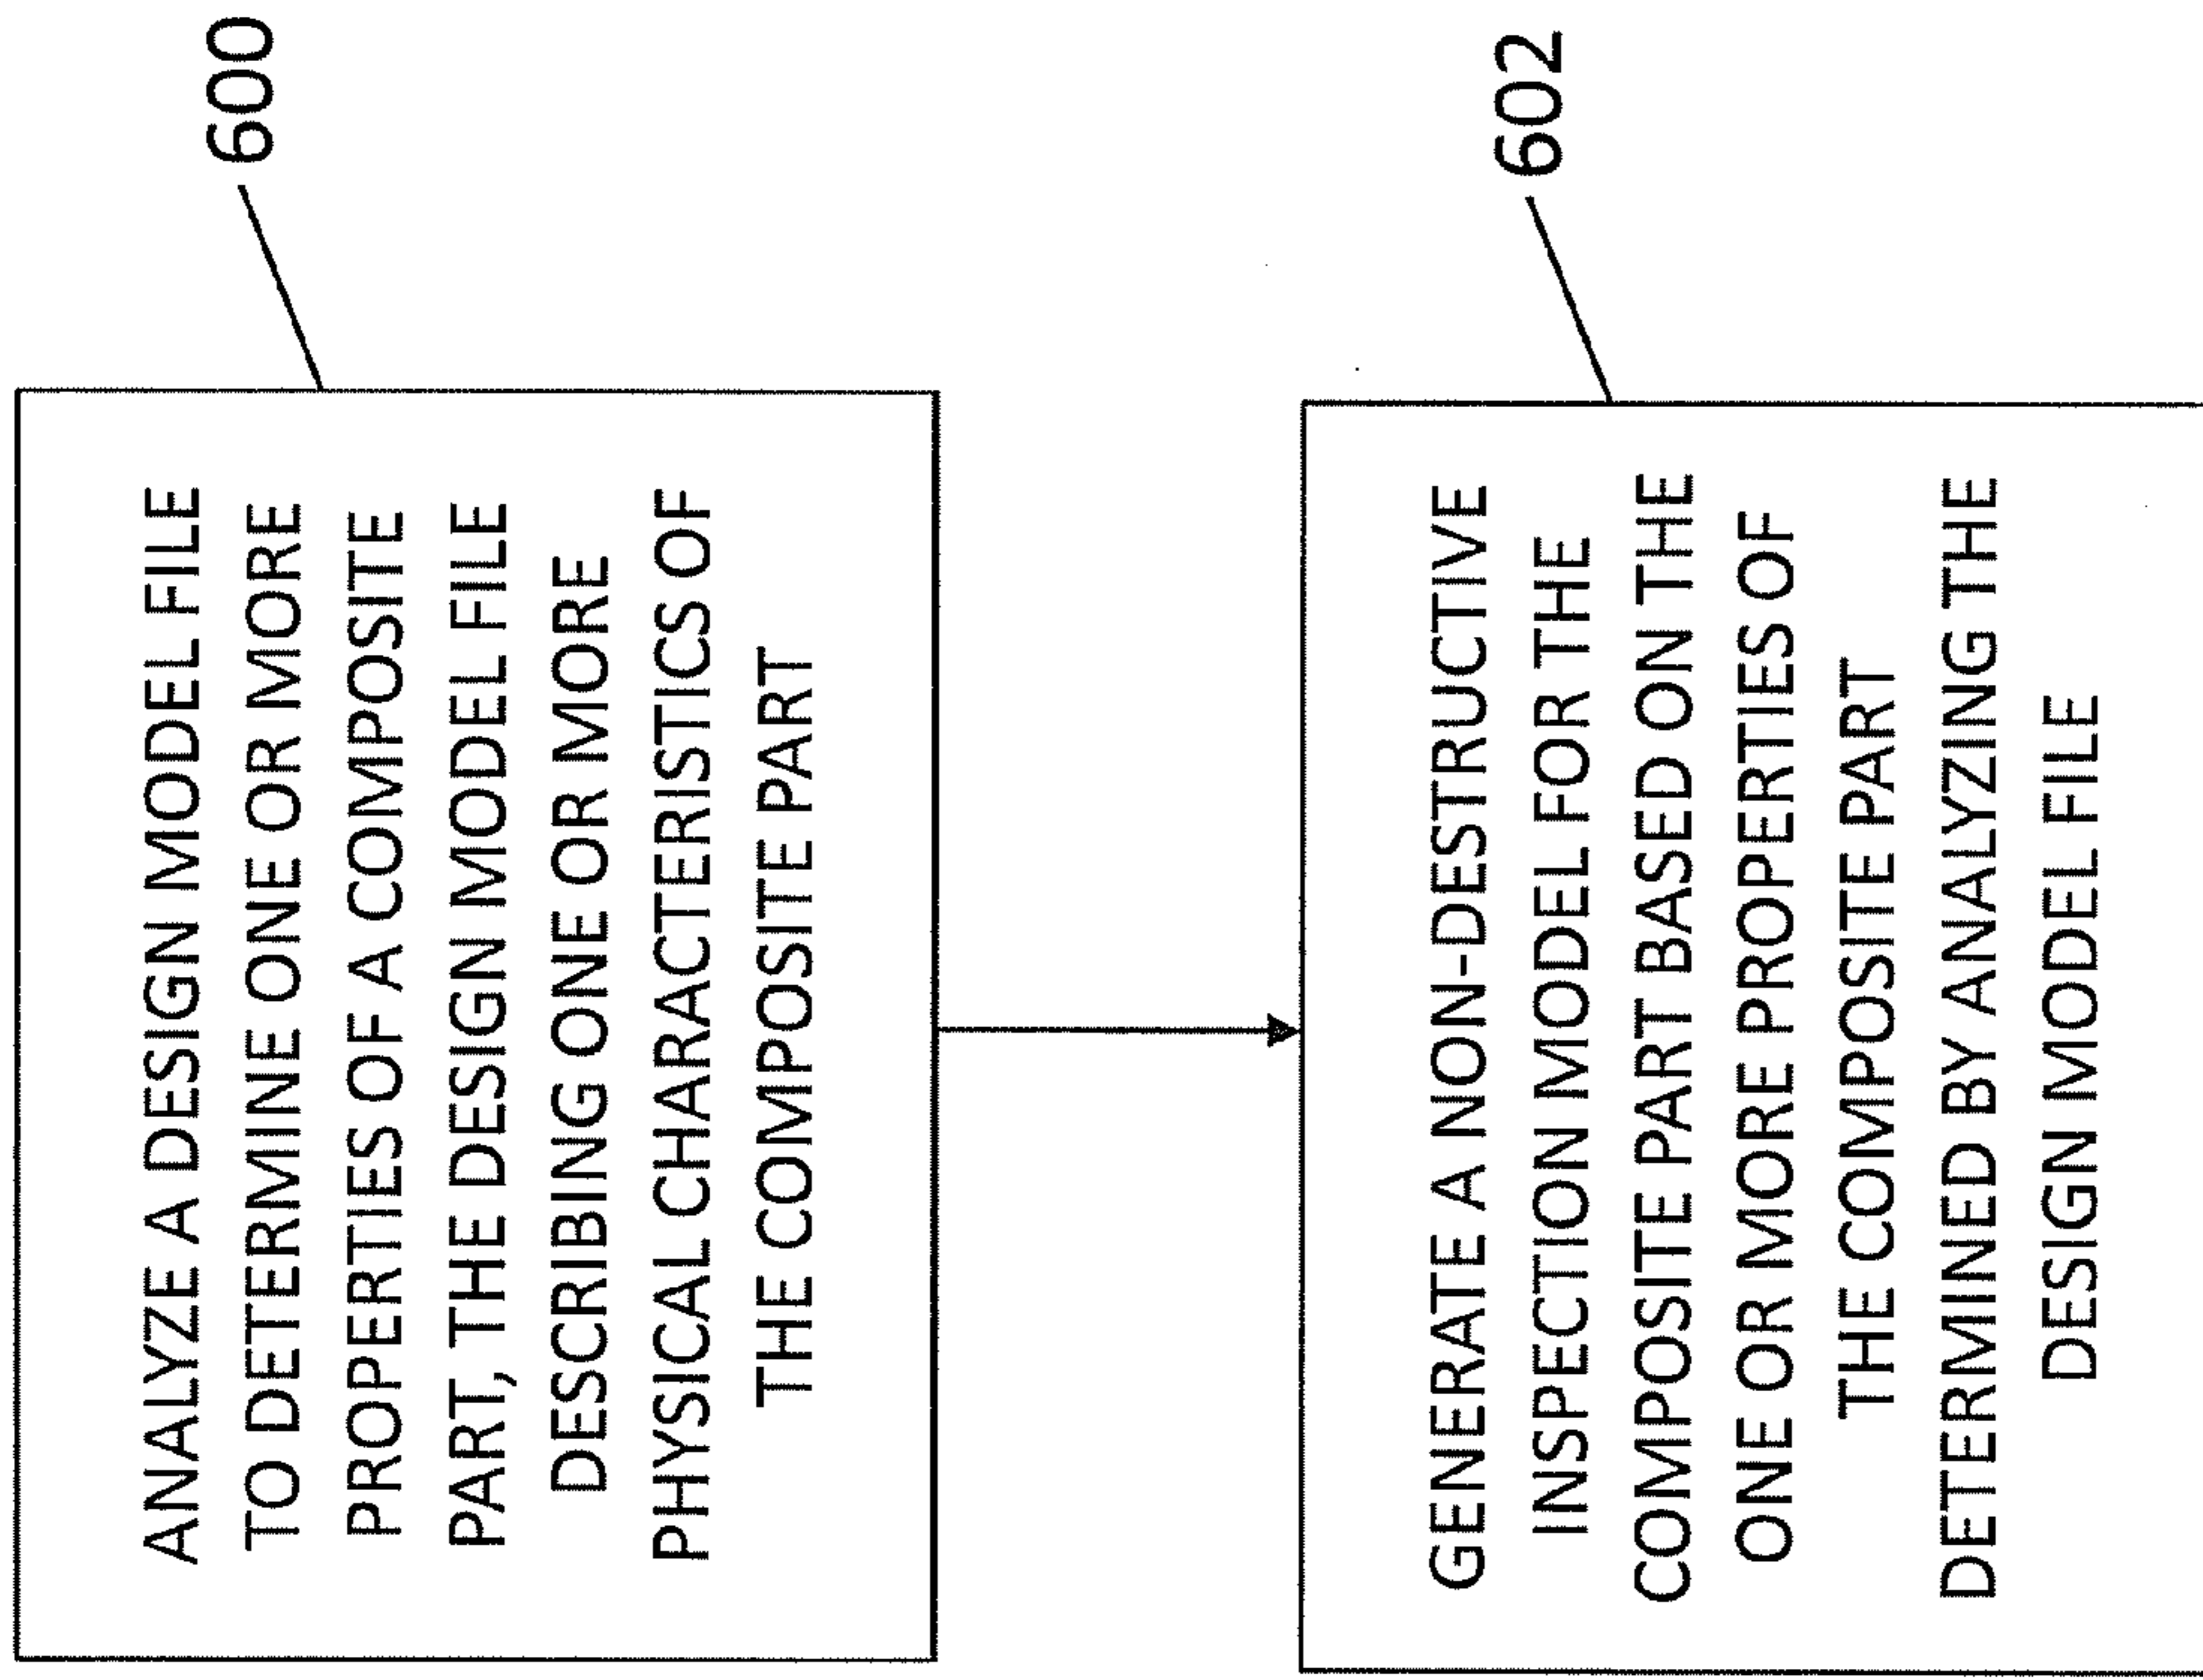 ANALYZE A DESIGN MODEL FILE
TO DETERMINE ONE OR MORE
PROPERTIES OF A COMPOSITE
PART, THE DESIGN MODEL FILE
DESCRIBING ONE OR MORE
PHYSICAL CHARACTERISTICS OF
THE COMPOSITE PART
600
GENERATE A NON-DESTRUCTIVE
INSPECTION MODEL FOR THE
COMPOSITE PART BASED ON THE
ONE OR MORE PROPERTIES OF
THE COMPOSITE PART
DETERMINED BY ANALYZING THE
DESIGN MODEL FILE
602